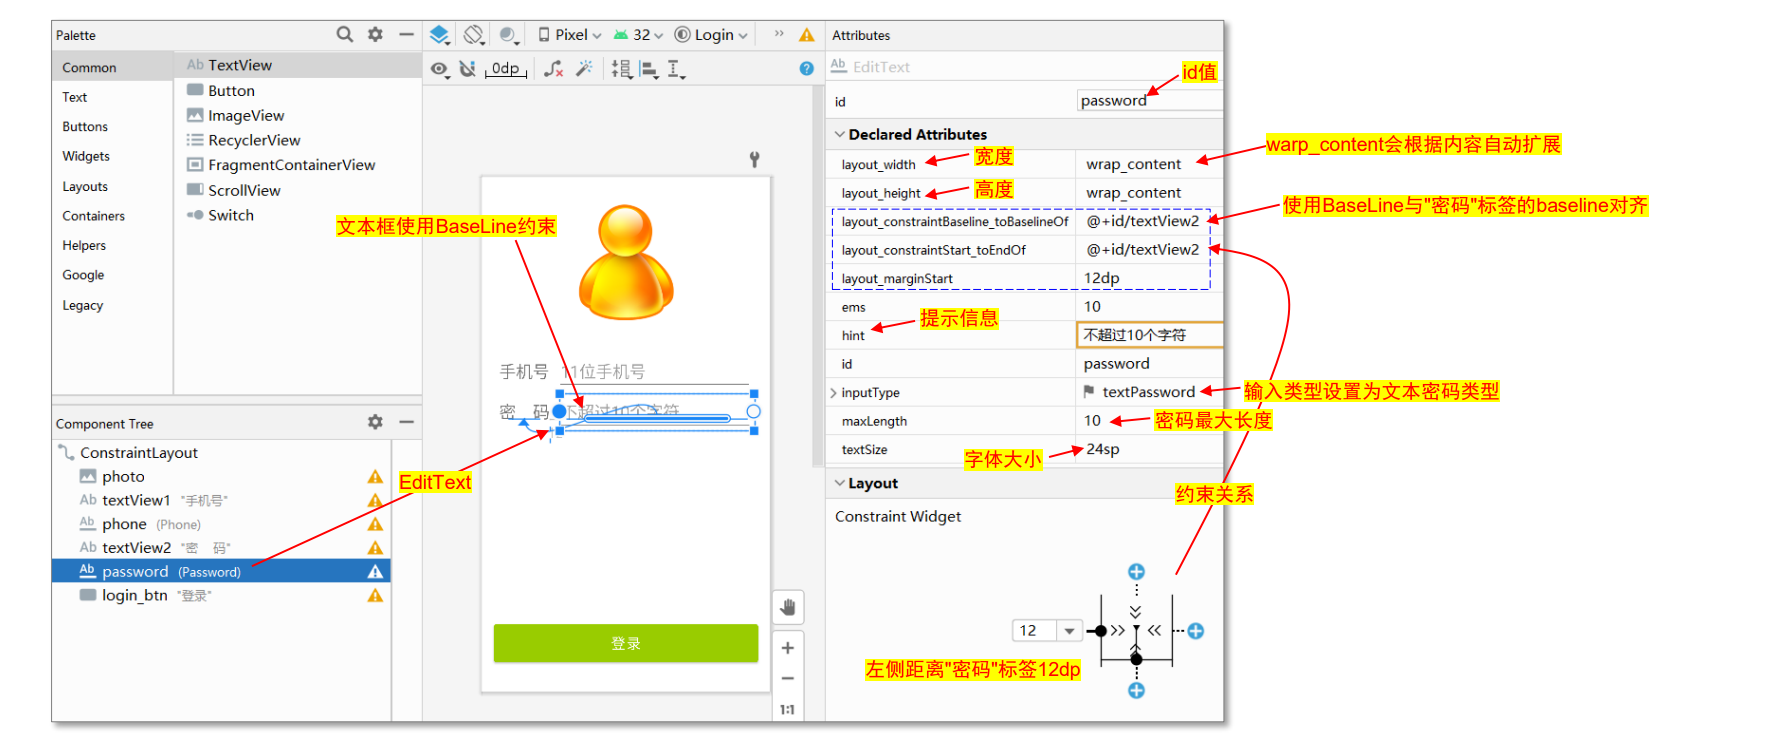 Palette
Pixel
32
Login
Attributes
Common
Text
Buttons
Widgets
Layouts
Containers
Helpers
Google
Legacy
Ab TextView
Button
ImageView
RecyclerView
FragmentContainerView
ScrollView
Switch
0dp
Ab EditText
id值
id
password
Declared Attributes
layout_width
宽度
wrap_content
warp_content会根据内容自动扩展
layout_height
高度
wrap_content
layout_constraintBaseline_toBaselineOf
@+id/textView2
使用BaseLine与"密码"标签的baseline对齐
layout_constraintStart_toEndOf
@+id/textView2
layout_marginStart
12dp
ems
10
hint
提示信息
不超过10个字符
id
password
inputType
textPassword
输入类型设置为文本密码类型
maxLength
10
密码最大长度
textSize
字体大小
24sp
Layout
约束关系
Constraint Widget
12
左侧距离"密码"标签12dp
文本框使用BaseLine约束
手机号
11位手机号
密 码
不超过10个字符
EditText
登录
1:1
Component Tree
ConstraintLayout
photo
Ab textView1 "手机号"
Ab phone (Phone)
Ab textView2 "密 码"
Ab password (Password)
login_btn "登录"